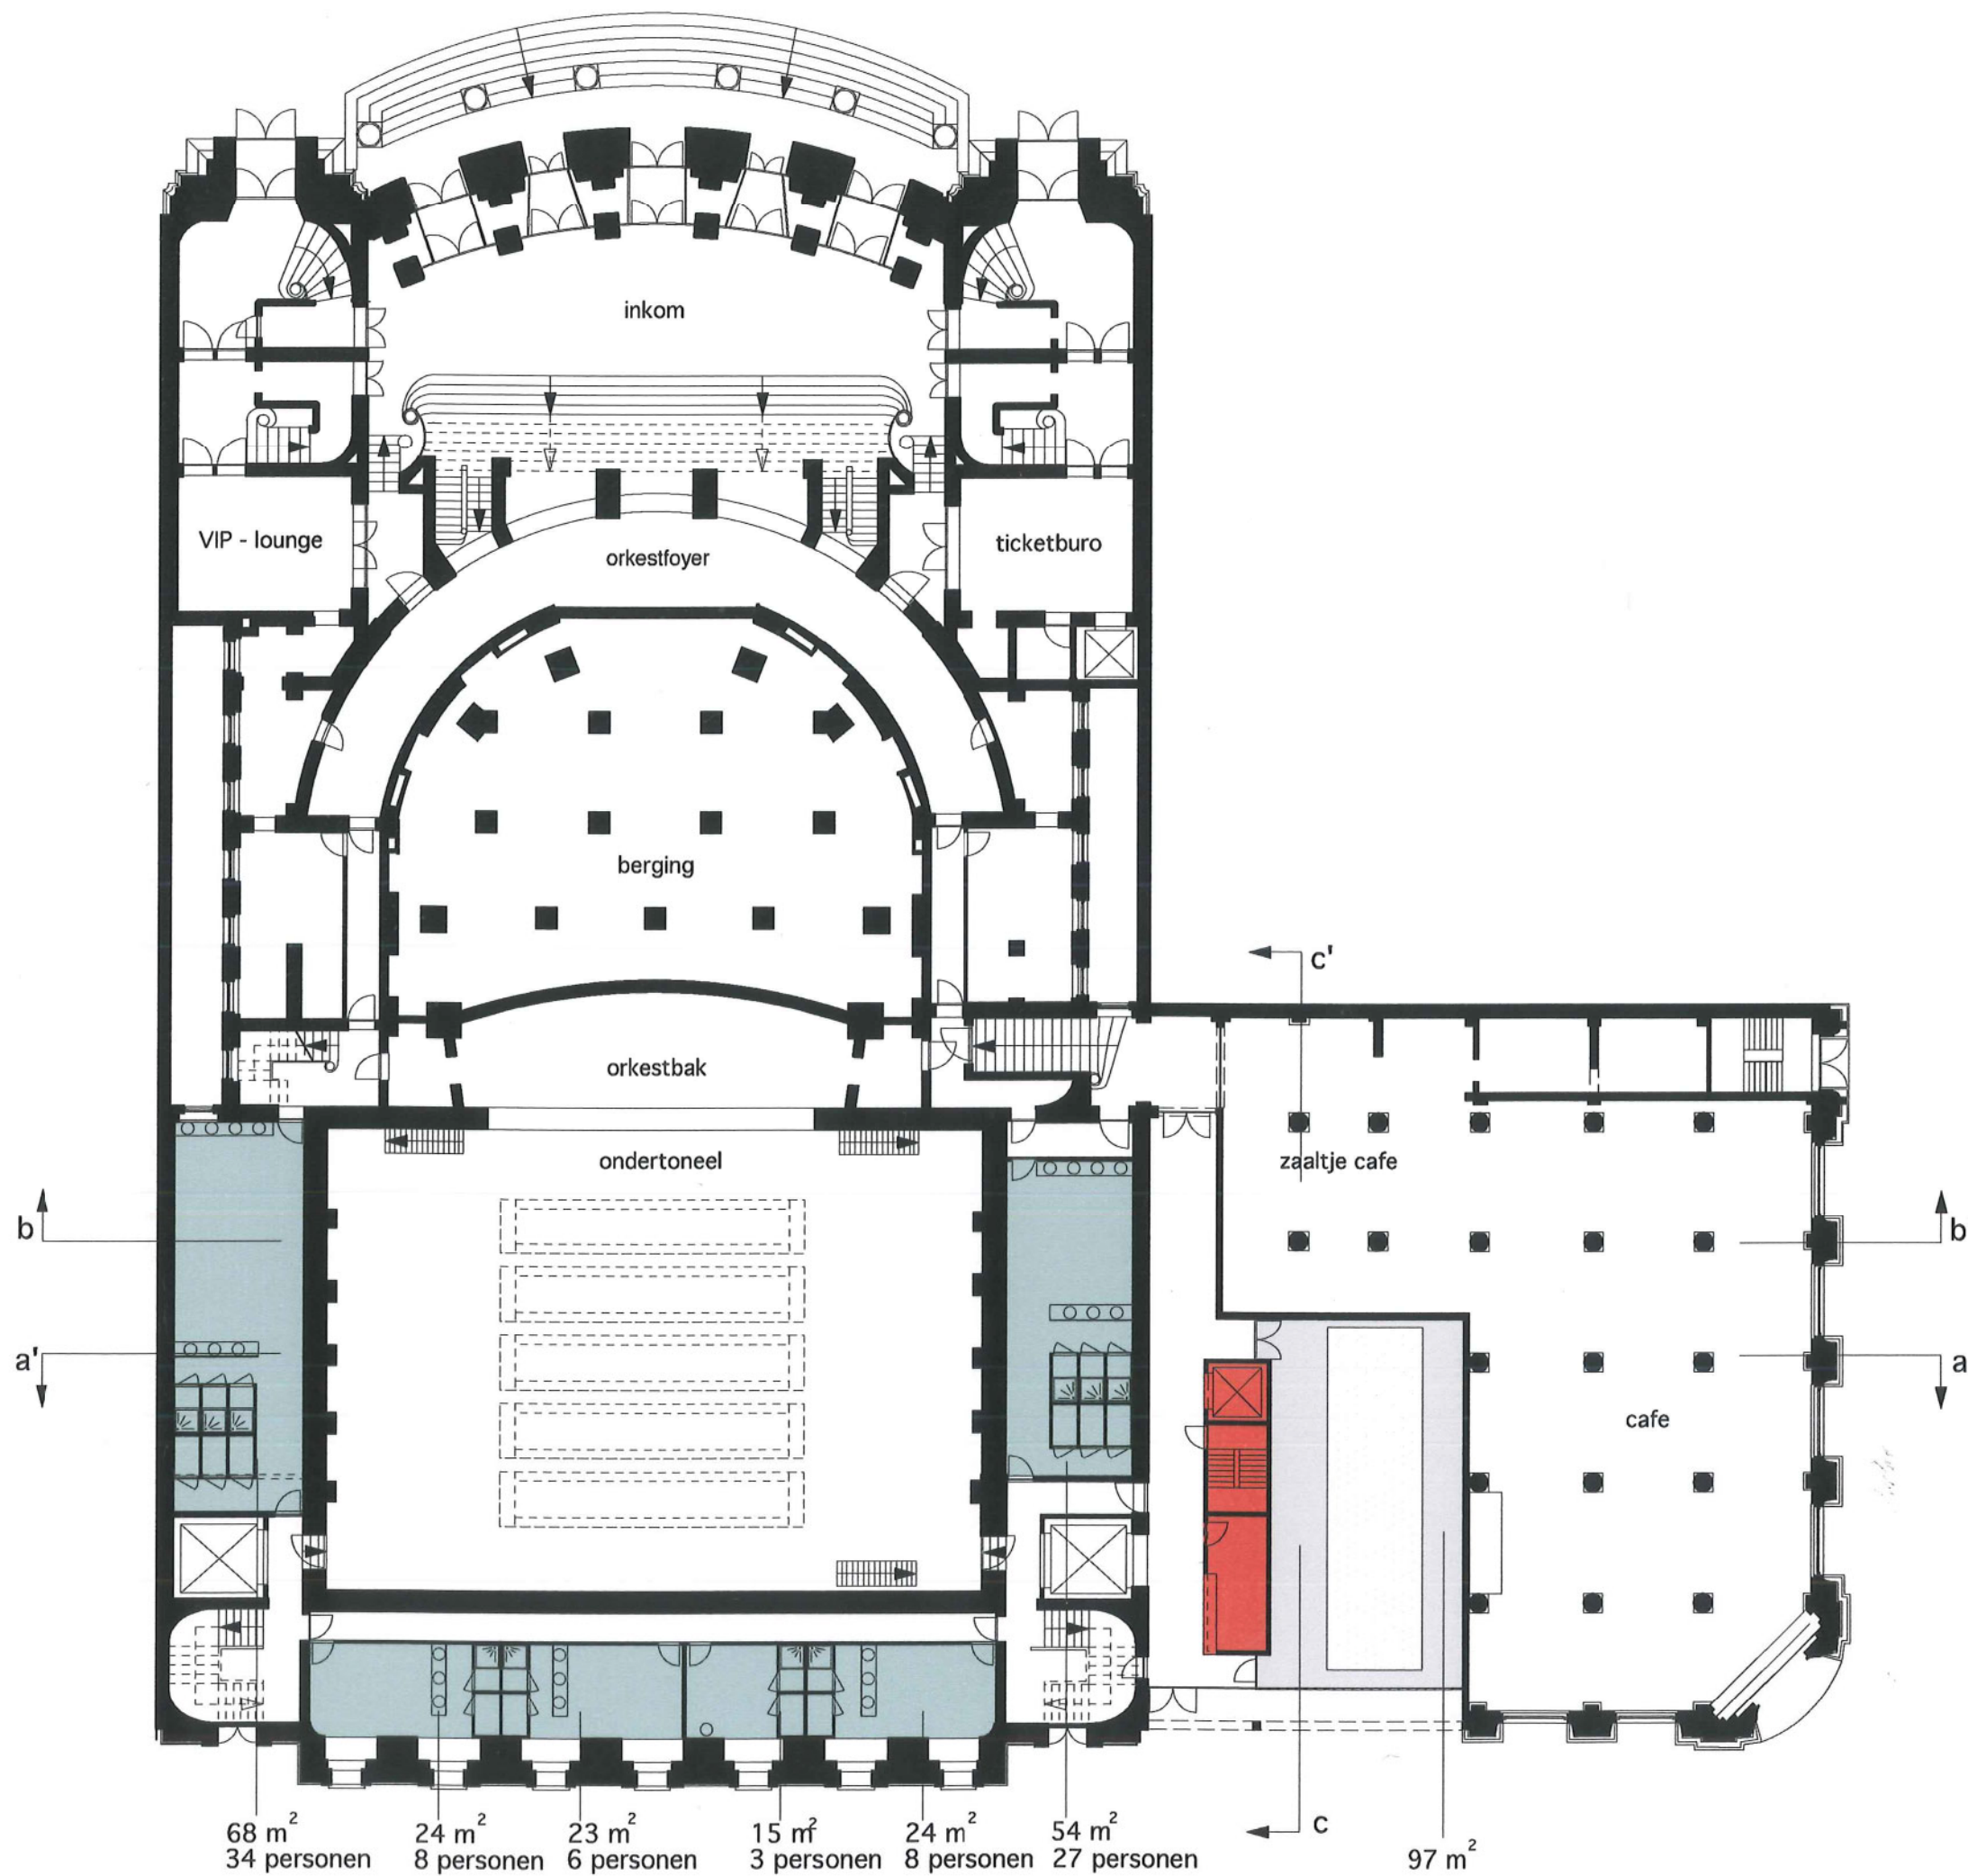 inkom
VIP - lounge
orkestfoyer
ticketburo
berging
c'
orkestbak
zaaltje cafe
ondertoneel
b
b
a'
a
cafe
68 m²
34 personen
24 m²
8 personen
23 m²
6 personen
15 m²
3 personen
24 m²
8 personen
54 m²
27 personen
c
97 m²